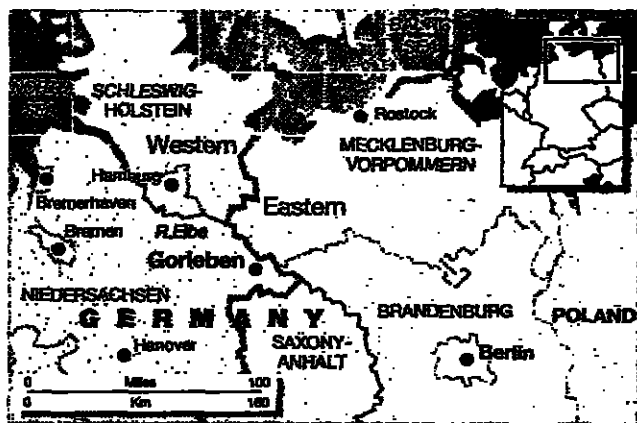 SCHLESWIG-
HOLSTEIN
Rostock
Western
MECKLENBURG-
VORPOMMERN
Hamburg
Bremerhaven
Eastern
Bremen
R.Elbe
Gorleben
NIEDERSACHSEN
BRANDENBURG
POLAND
GERMANY
SAXONY-
ANHALT
Hanover
Berlin
0 Miles 100
0 Km 160